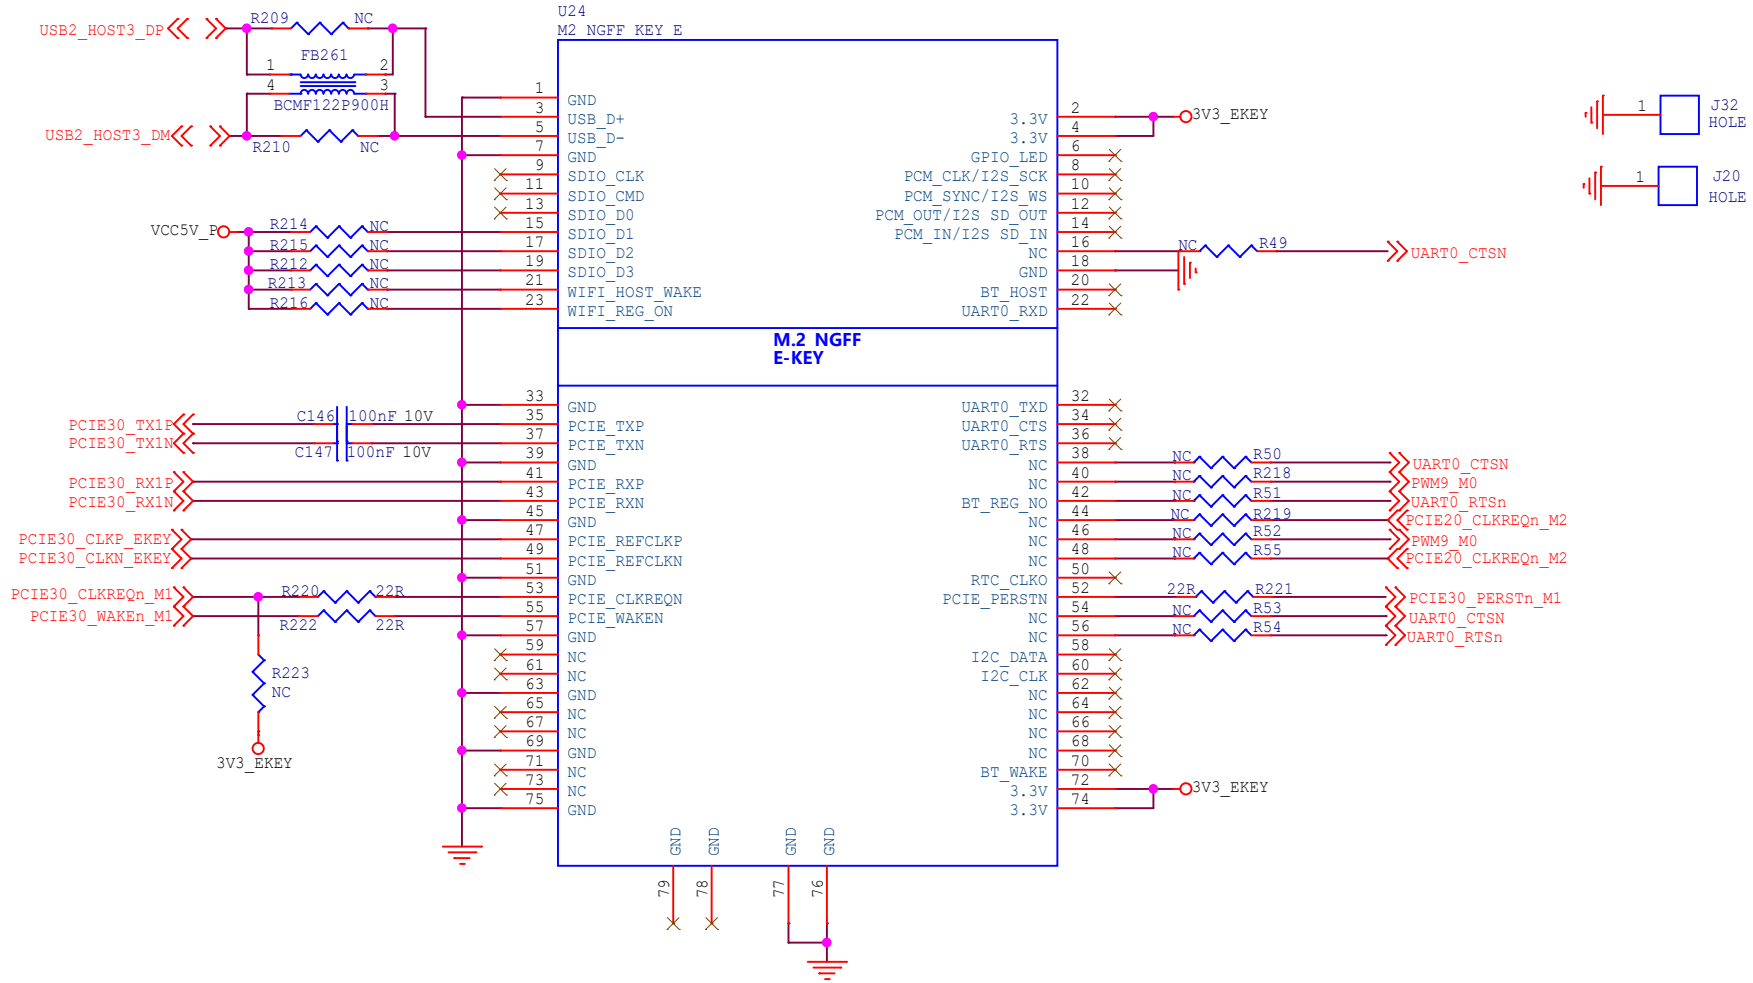 U24
M2 NGFF KEY E
USB2_HOST3_DP
R209 NC
FB261
1 2
4 3
BCMF122P900H
USB2_HOST3_DM
R210 NC
VCC5V_P
R214 NC
R215 NC
R212 NC
R213 NC
R216 NC
1 GND
3 USB_D+
5 USB_D-
7 GND
9 SDIO_CLK
11 SDIO_CMD
13 SDIO_D0
15 SDIO_D1
17 SDIO_D2
19 SDIO_D3
21 WIFI_HOST_WAKE
23 WIFI_REG_ON
3.3V 2
3.3V 4
3V3_EKEY
GPIO_LED 6
PCM_CLK/I2S_SCK 8
PCM_SYNC/I2S_WS 10
PCM_OUT/I2S SD_OUT 12
PCM_IN/I2S SD_IN 14
NC 16
NC R49 UART0_CTSN
GND 18
BT_HOST 20
UART0_RXD 22
1 J32
HOLE
1 J20
HOLE
M.2 NGFF
E-KEY
PCIE30_TX1P C146 100nF 10V
PCIE30_TX1N C147 100nF 10V
PCIE30_RX1P
PCIE30_RX1N
PCIE30_CLKP_EKEY
PCIE30_CLKN_EKEY
PCIE30_CLKREQn_M1 R220 22R
PCIE30_WAKEn_M1 R222 22R
R223
NC
3V3_EKEY
33 GND
35 PCIE_TXP
37 PCIE_TXN
39 GND
41 PCIE_RXP
43 PCIE_RXN
45 GND
47 PCIE_REFCLKP
49 PCIE_REFCLKN
51 GND
53 PCIE_CLKREQN
55 PCIE_WAKEN
57 GND
59 NC
61 NC
63 GND
65 NC
67 NC
69 GND
71 NC
73 NC
75 GND
UART0_TXD 32
UART0_CTS 34
UART0_RTS 36
NC 38 NC R50 UART0_CTSN
NC 40 NC R218 PWM9_M0
BT_REG_NO 42 NC R51 UART0_RTSn
NC 44 NC R219 PCIE20_CLKREQn_M2
NC 46 NC R52 PWM9_M0
NC 48 NC R55 PCIE20_CLKREQn_M2
RTC_CLKO 50
PCIE_PERSTN 52 22R R221 PCIE30_PERSTn_M1
NC 54 NC R53 UART0_CTSN
NC 56 NC R54 UART0_RTSn
I2C_DATA 58
I2C_CLK 60
NC 62
NC 64
NC 66
NC 68
BT_WAKE 70
3.3V 72
3.3V 74
3V3_EKEY
GND GND GND GND
79 78 77 76